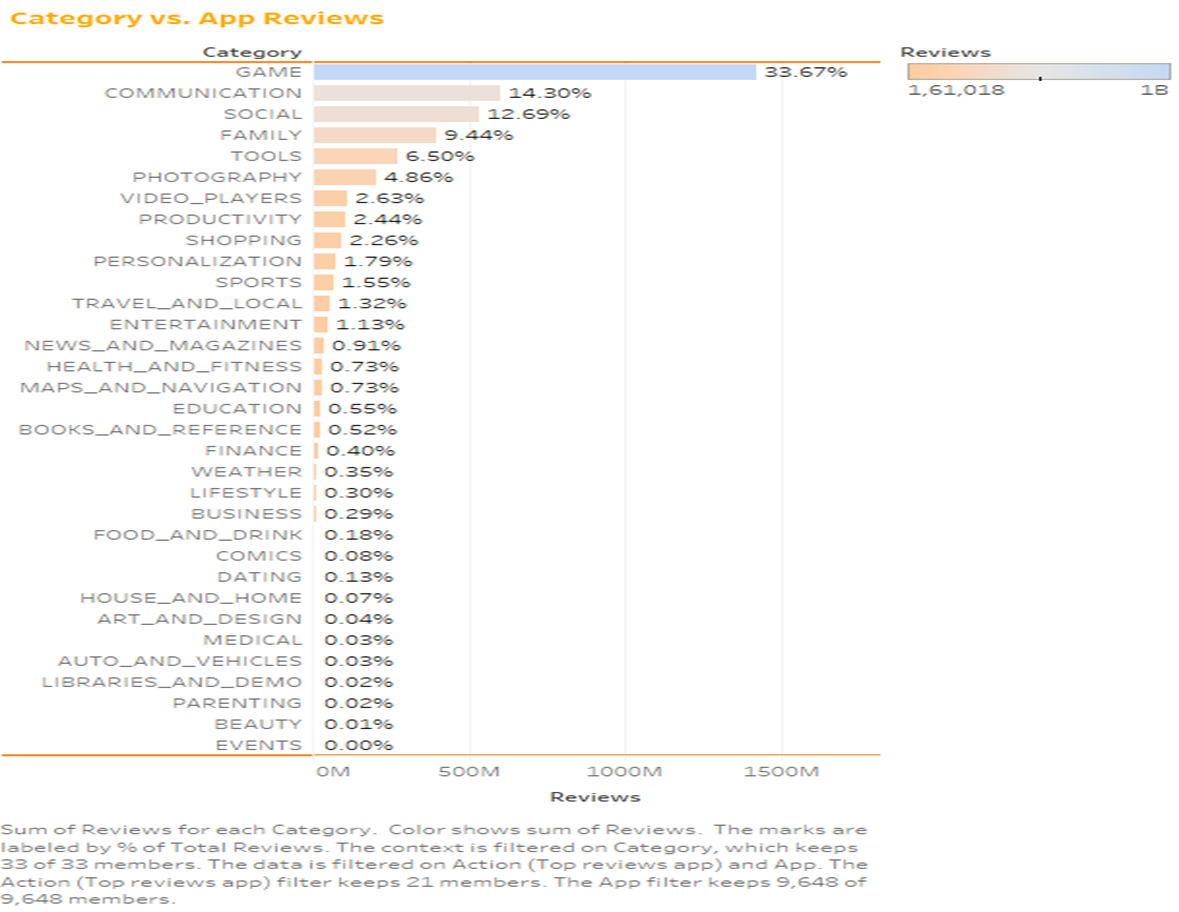 Category vs. App Reviews
Category
GAME 33.67%
COMMUNICATION 14.30%
SOCIAL 12.69%
FAMILY 9.44%
TOOLS 6.50%
PHOTOGRAPHY 4.86%
VIDEO_PLAYERS 2.63%
PRODUCTIVITY 2.44%
SHOPPING 2.26%
PERSONALIZATION 1.79%
SPORTS 1.55%
TRAVEL_AND_LOCAL 1.32%
ENTERTAINMENT 1.13%
NEWS_AND_MAGAZINES 0.91%
HEALTH_AND_FITNESS 0.73%
MAPS_AND_NAVIGATION 0.73%
EDUCATION 0.55%
BOOKS_AND_REFERENCE 0.52%
FINANCE 0.40%
WEATHER 0.35%
LIFESTYLE 0.30%
BUSINESS 0.29%
FOOD_AND_DRINK 0.18%
COMICS 0.08%
DATING 0.13%
HOUSE_AND_HOME 0.07%
ART_AND_DESIGN 0.04%
MEDICAL 0.03%
AUTO_AND_VEHICLES 0.03%
LIBRARIES_AND_DEMO 0.02%
PARENTING 0.02%
BEAUTY 0.01%
EVENTS 0.00%
0M 500M 1000M 1500M
Reviews
Reviews
1,61,018 1B
Sum of Reviews for each Category. Color shows sum of Reviews. The marks are
labeled by % of Total Reviews. The context is filtered on Category, which keeps
33 of 33 members. The data is filtered on Action (Top reviews app) and App. The
Action (Top reviews app) filter keeps 21 members. The App filter keeps 9,648 of
9,648 members.